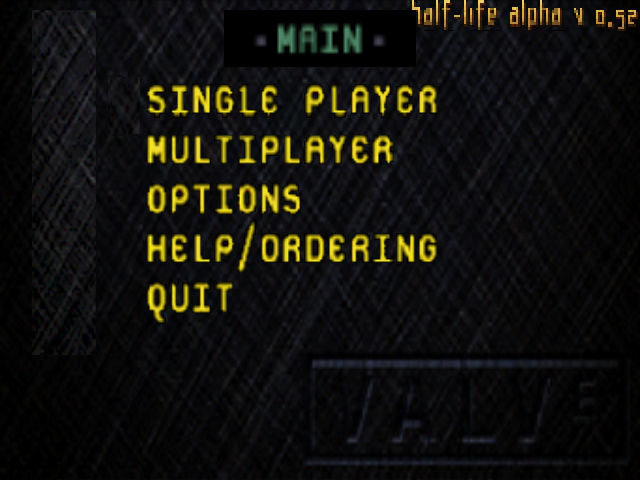 half-life alpha v 0.52
- MAIN -
SINGLE PLAYER
MULTIPLAYER
OPTIONS
HELP/ORDERING
QUIT
VALVE